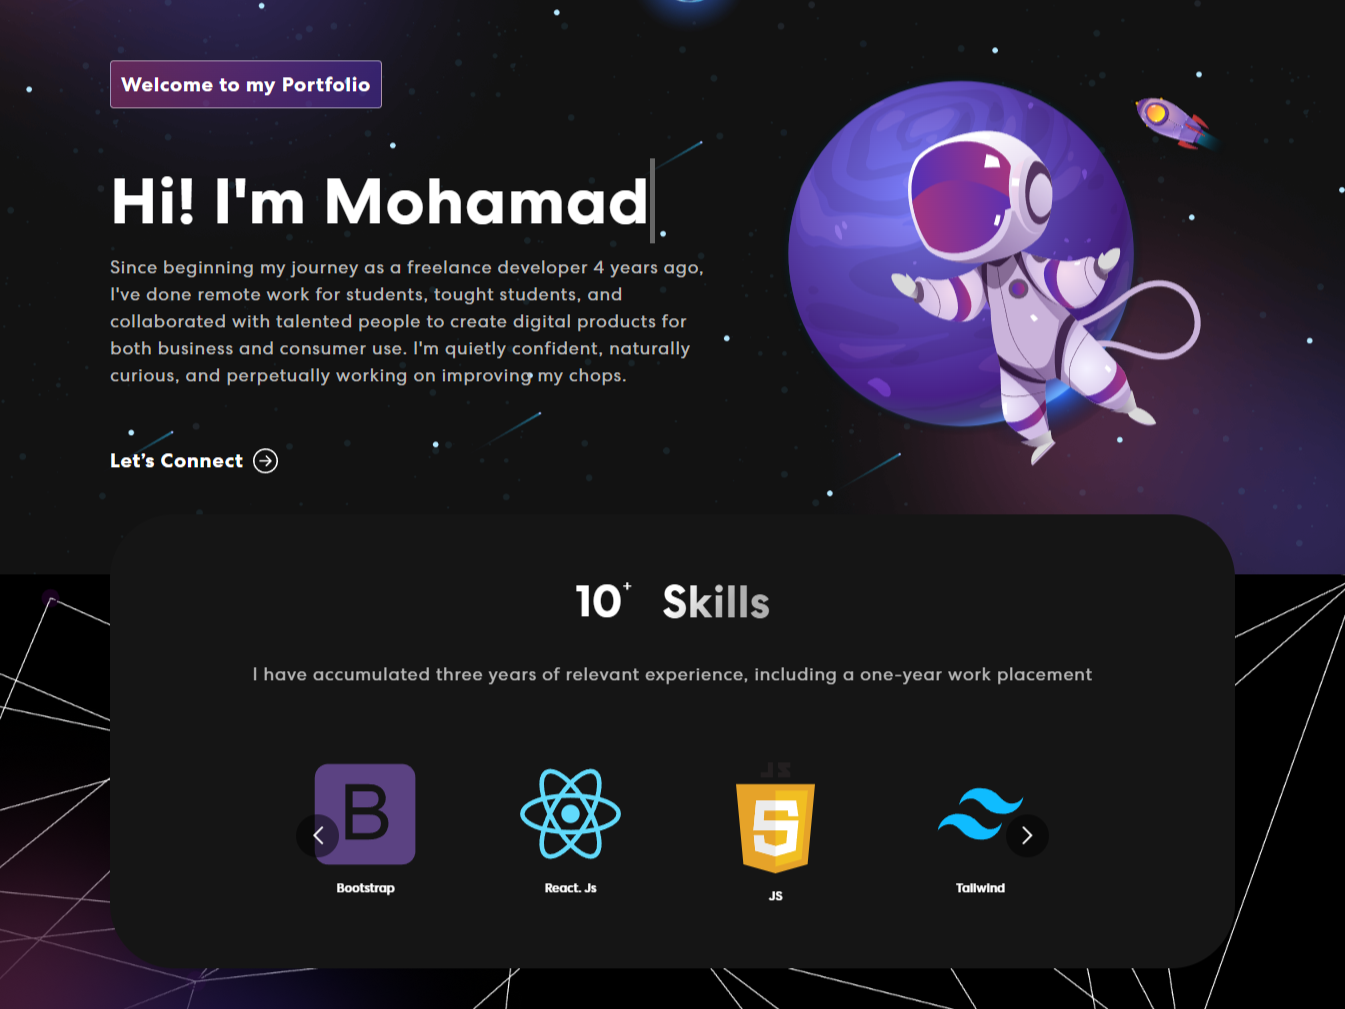 Welcome to my Portfolio
Hi! I'm Mohamad
Since beginning my journey as a freelance developer 4 years ago,
I've done remote work for students, tought students, and
collaborated with talented people to create digital products for
both business and consumer use. I'm quietly confident, naturally
curious, and perpetually working on improving my chops.
Let's Connect
10+ Skills
I have accumulated three years of relevant experience, including a one-year work placement
B
JS
5
Bootstrap
React. Js
JS
Tailwind